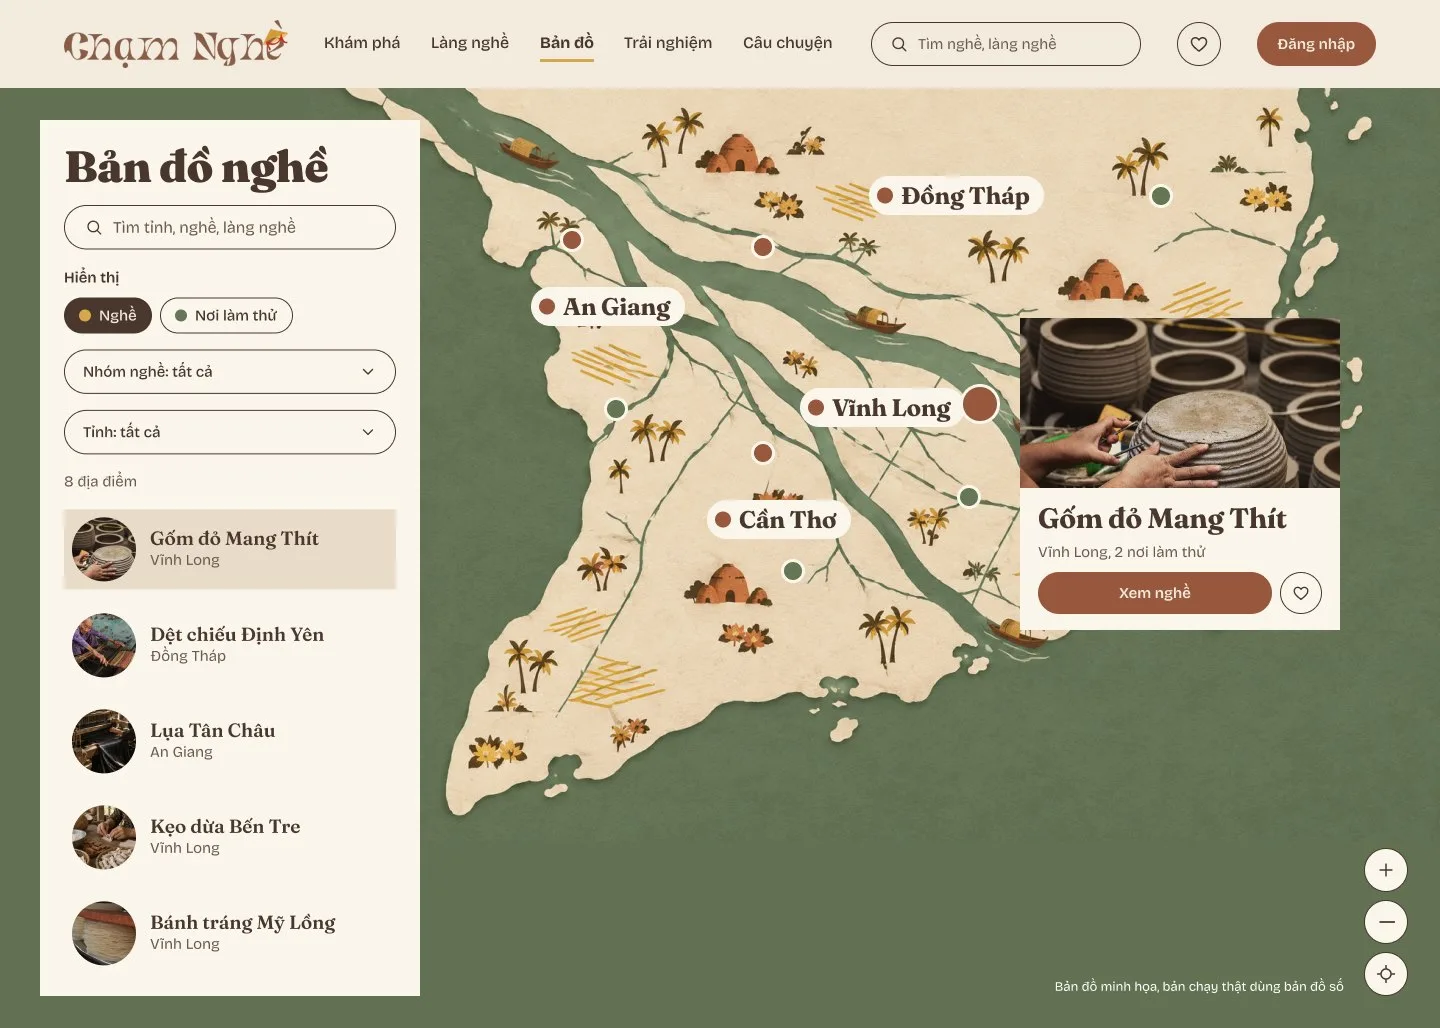 Chạm Nghề
Khám phá
Làng nghề
Bản đồ
Trải nghiệm
Câu chuyện
Tìm nghề, làng nghề
Đăng nhập
Bản đồ nghề
Tìm tỉnh, nghề, làng nghề
Hiển thị
Nghề
Nơi làm thử
Nhóm nghề: tất cả
Tỉnh: tất cả
8 địa điểm
Gốm đỏ Mang Thít
Vĩnh Long
Dệt chiếu Định Yên
Đồng Tháp
Lụa Tân Châu
An Giang
Kẹo dừa Bến Tre
Vĩnh Long
Bánh tráng Mỹ Lồng
Vĩnh Long
Đồng Tháp
An Giang
Vĩnh Long
Cần Thơ
Gốm đỏ Mang Thít
Vĩnh Long, 2 nơi làm thử
Xem nghề
Bản đồ minh họa, bản chạy thật dùng bản đồ số